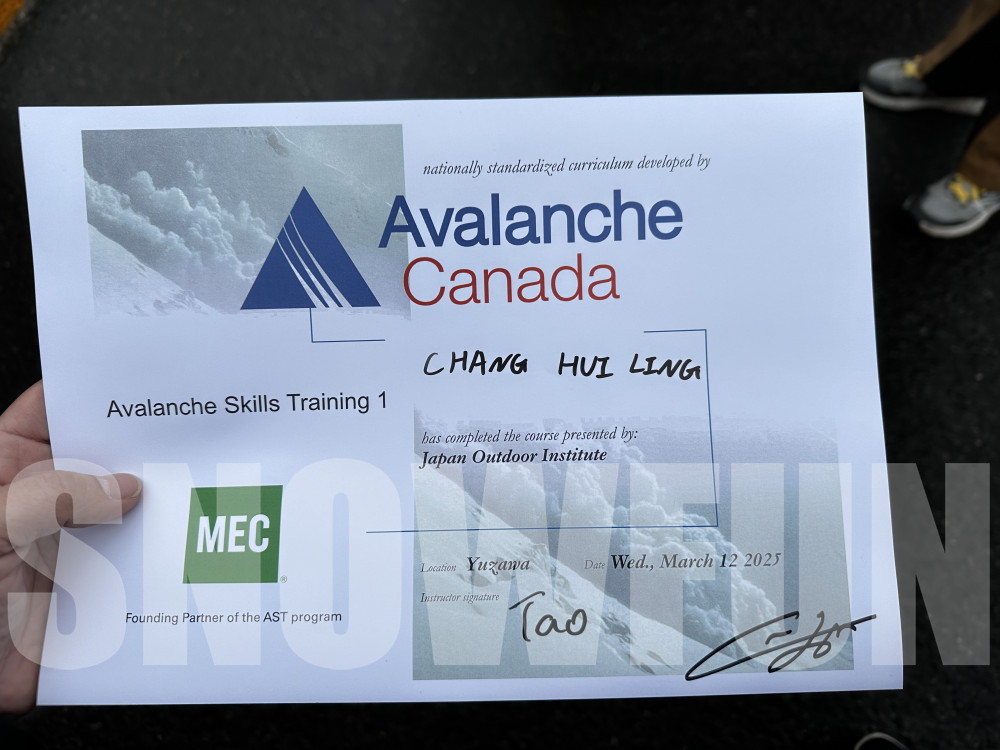 nationally standardized curriculum developed by
Avalanche
Canada
CHANG HUI LING
Avalanche Skills Training 1
has completed the course presented by:
Japan Outdoor Institute
SNOWFUN
MEC
®
Location Yuzawa Date Wed., March 12 2025
Instructor signature
Tao
Founding Partner of the AST program